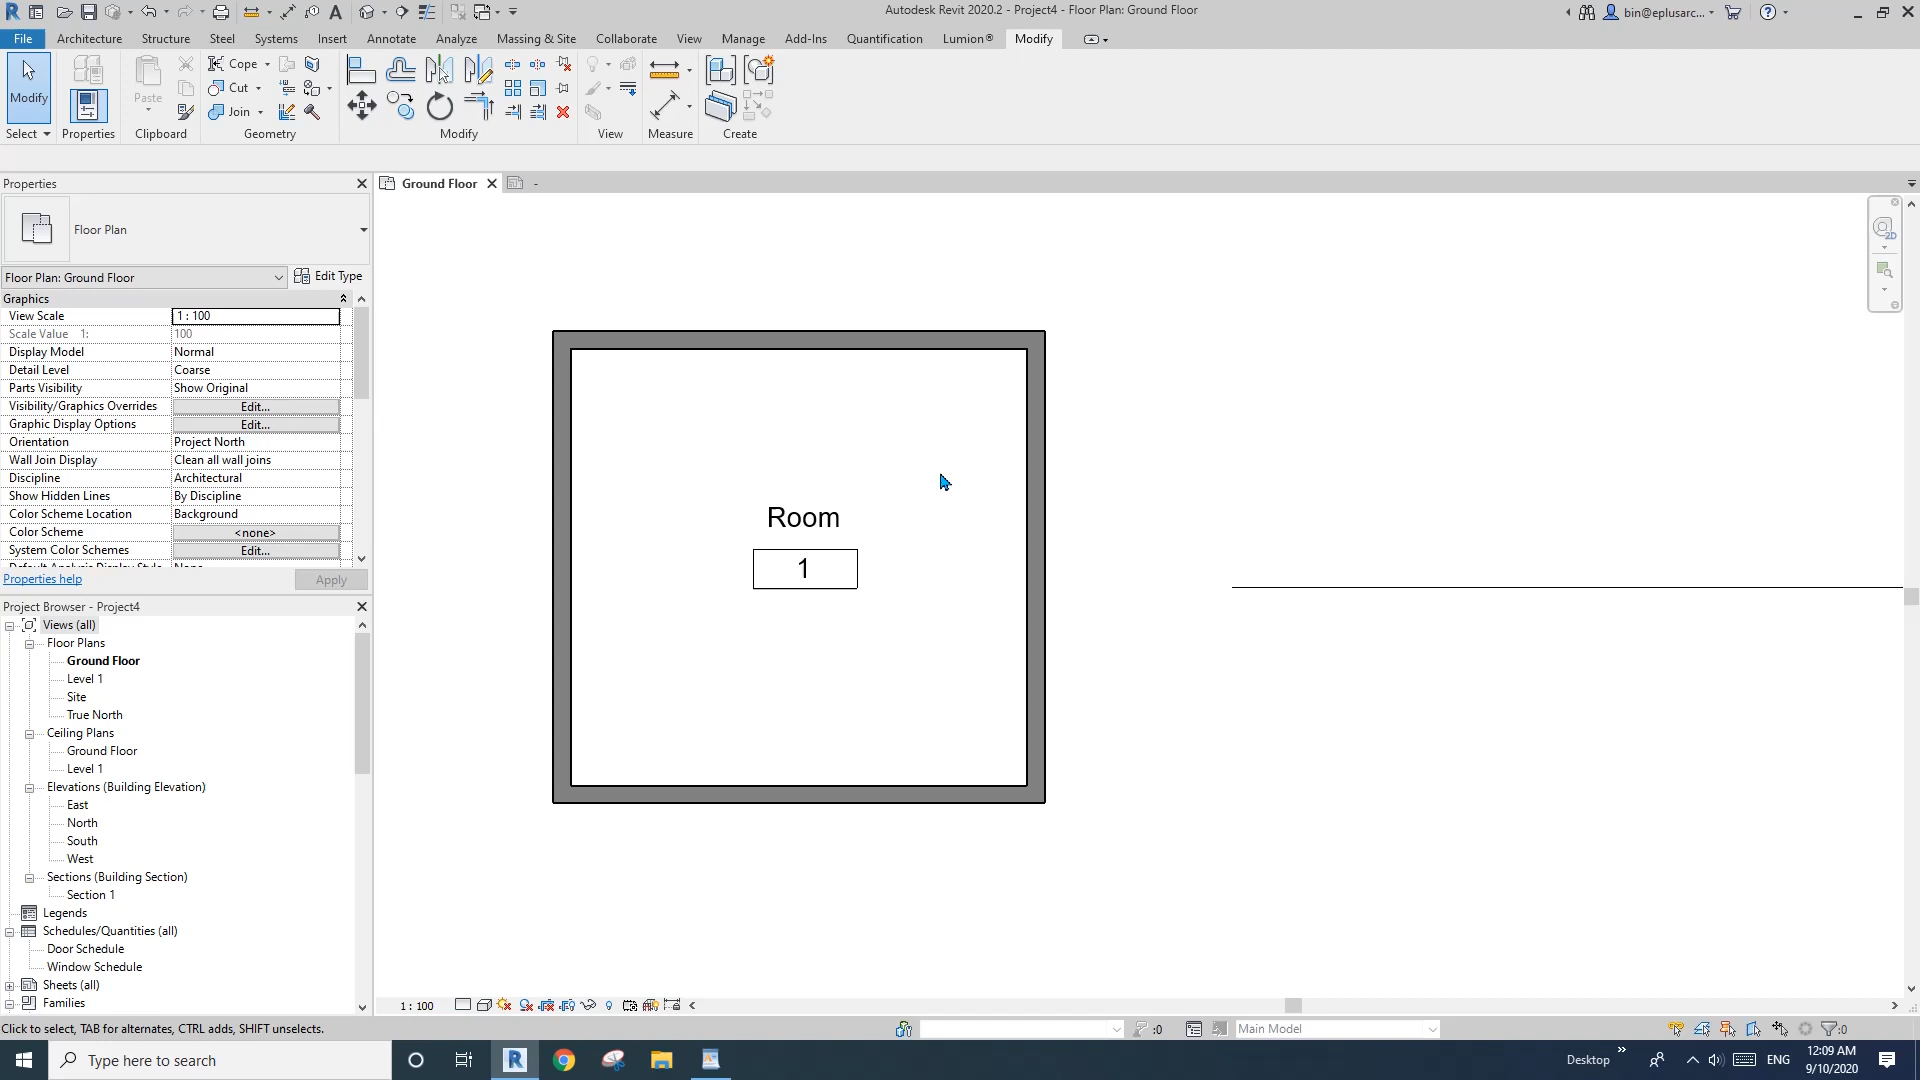 Autodesk Revit 2020.2 - Project4 - Floor Plan: Ground Floor
bin@eplusarc...
File Architecture Structure Steel Systems Insert Annotate Analyze Massing & Site Collaborate View Manage Add-Ins Quantification Lumion® Modify
Modify
Paste
Cope
Cut
Join
Select Properties Clipboard Geometry Modify View Measure Create
Properties
Ground Floor
-
2D
Floor Plan
Floor Plan: Ground Floor Edit Type
Graphics
View Scale 1 : 100
Scale Value 1: 100
Display Model Normal
Detail Level Coarse
Parts Visibility Show Original
Visibility/Graphics Overrides Edit...
Graphic Display Options Edit...
Orientation Project North
Wall Join Display Clean all wall joins
Discipline Architectural
Show Hidden Lines By Discipline
Color Scheme Location Background
Color Scheme <none>
System Color Schemes Edit...
Properties help Apply
Room
1
Project Browser - Project4
Views (all)
Floor Plans
Ground Floor
Level 1
Site
True North
Ceiling Plans
Ground Floor
Level 1
Elevations (Building Elevation)
East
North
South
West
Sections (Building Section)
Section 1
Legends
Schedules/Quantities (all)
Door Schedule
Window Schedule
Sheets (all)
Families
1 : 100
Click to select, TAB for alternates, CTRL adds, SHIFT unselects.
:0
Main Model
:0
Type here to search
Desktop
ENG
12:09 AM
9/10/2020